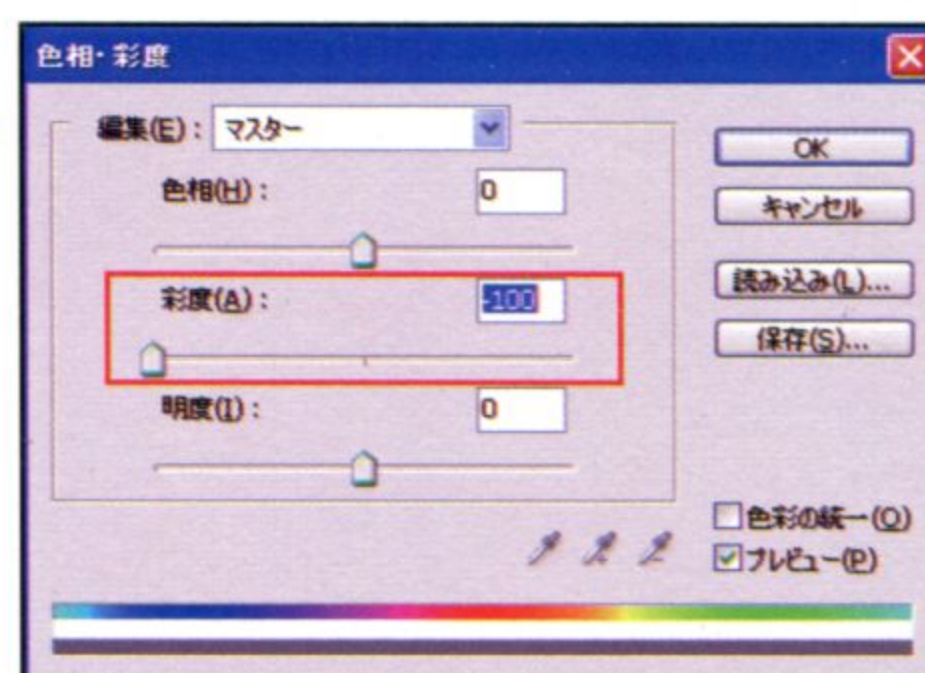 色相・彩度
編集(E)： マスター
色相(H)： 0
彩度(A)： -100
明度(I)： 0
OK
キャンセル
読み込み(L)...
保存(S)...
色彩の統一(O)
プレビュー(P)